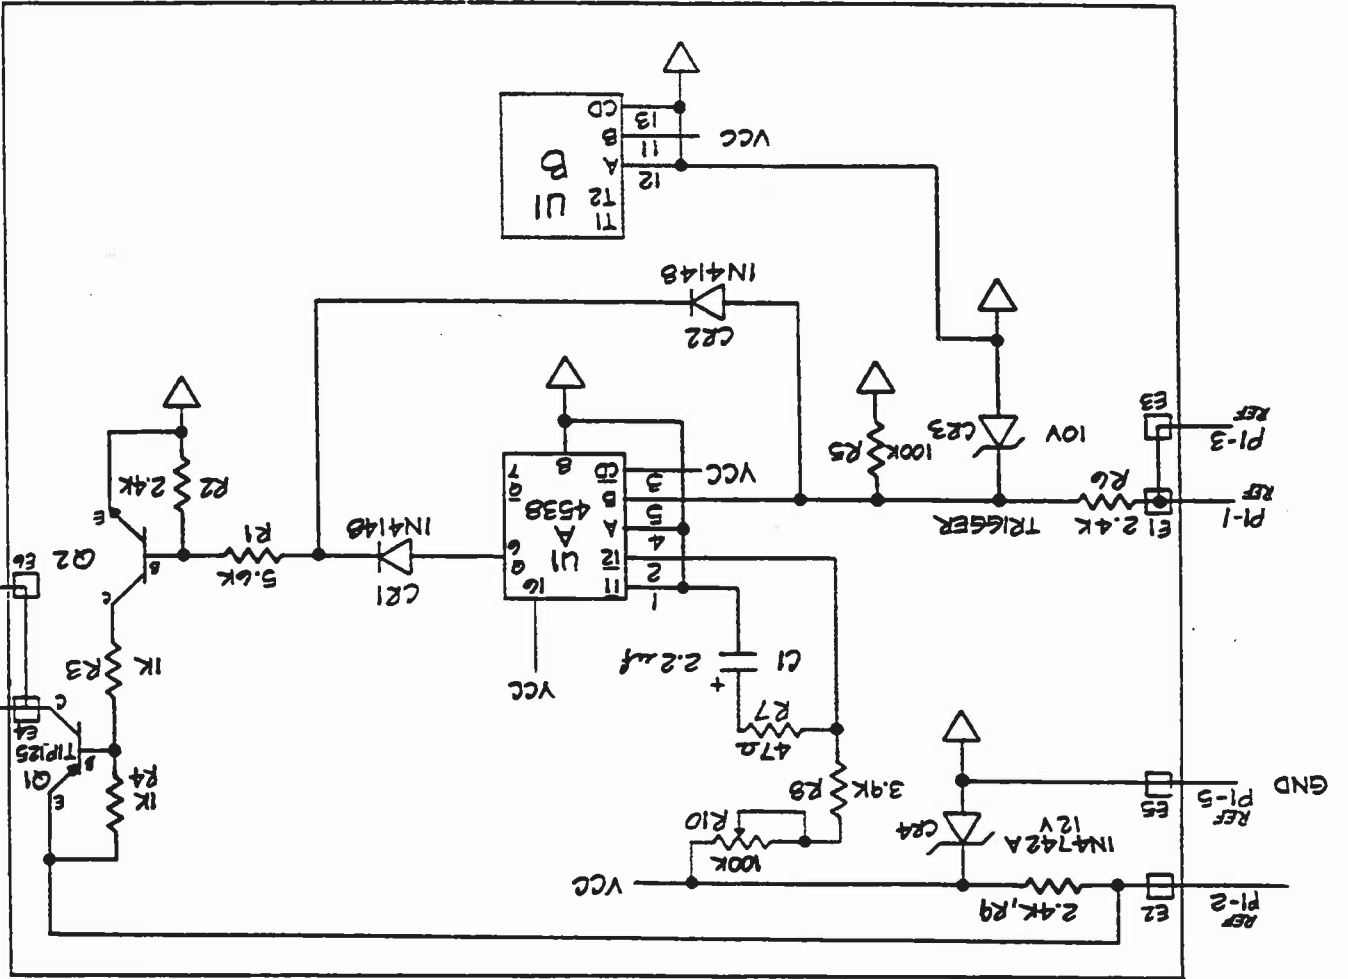 REF
P1-2
E2
2.4K, R9
VCC
1N4742A
12V
CR4
100K
R10
REF
P1-5
GND
E5
3.9K
R8
47Ω
R7
+
C1
2.2uf
VCC
1K
R4
E
Q1
B
TIP125
E4
C
1K
R3
1
T1
2
T2
4
A
5
B
3
CD
VCC
16
U1
A
4538
Q
6
Q
7
8
CR1
1N4148
5.6K
R1
C
B
E
Q2
E6
R2
2.4K
P1-1
REF
E1
2.4K
R6
TRIGGER
P1-3
REF
E3
10V
CR3
100K
R5
CR2
1N4148
T1
T2
12
A
11
B
13
CD
VCC
U1
B